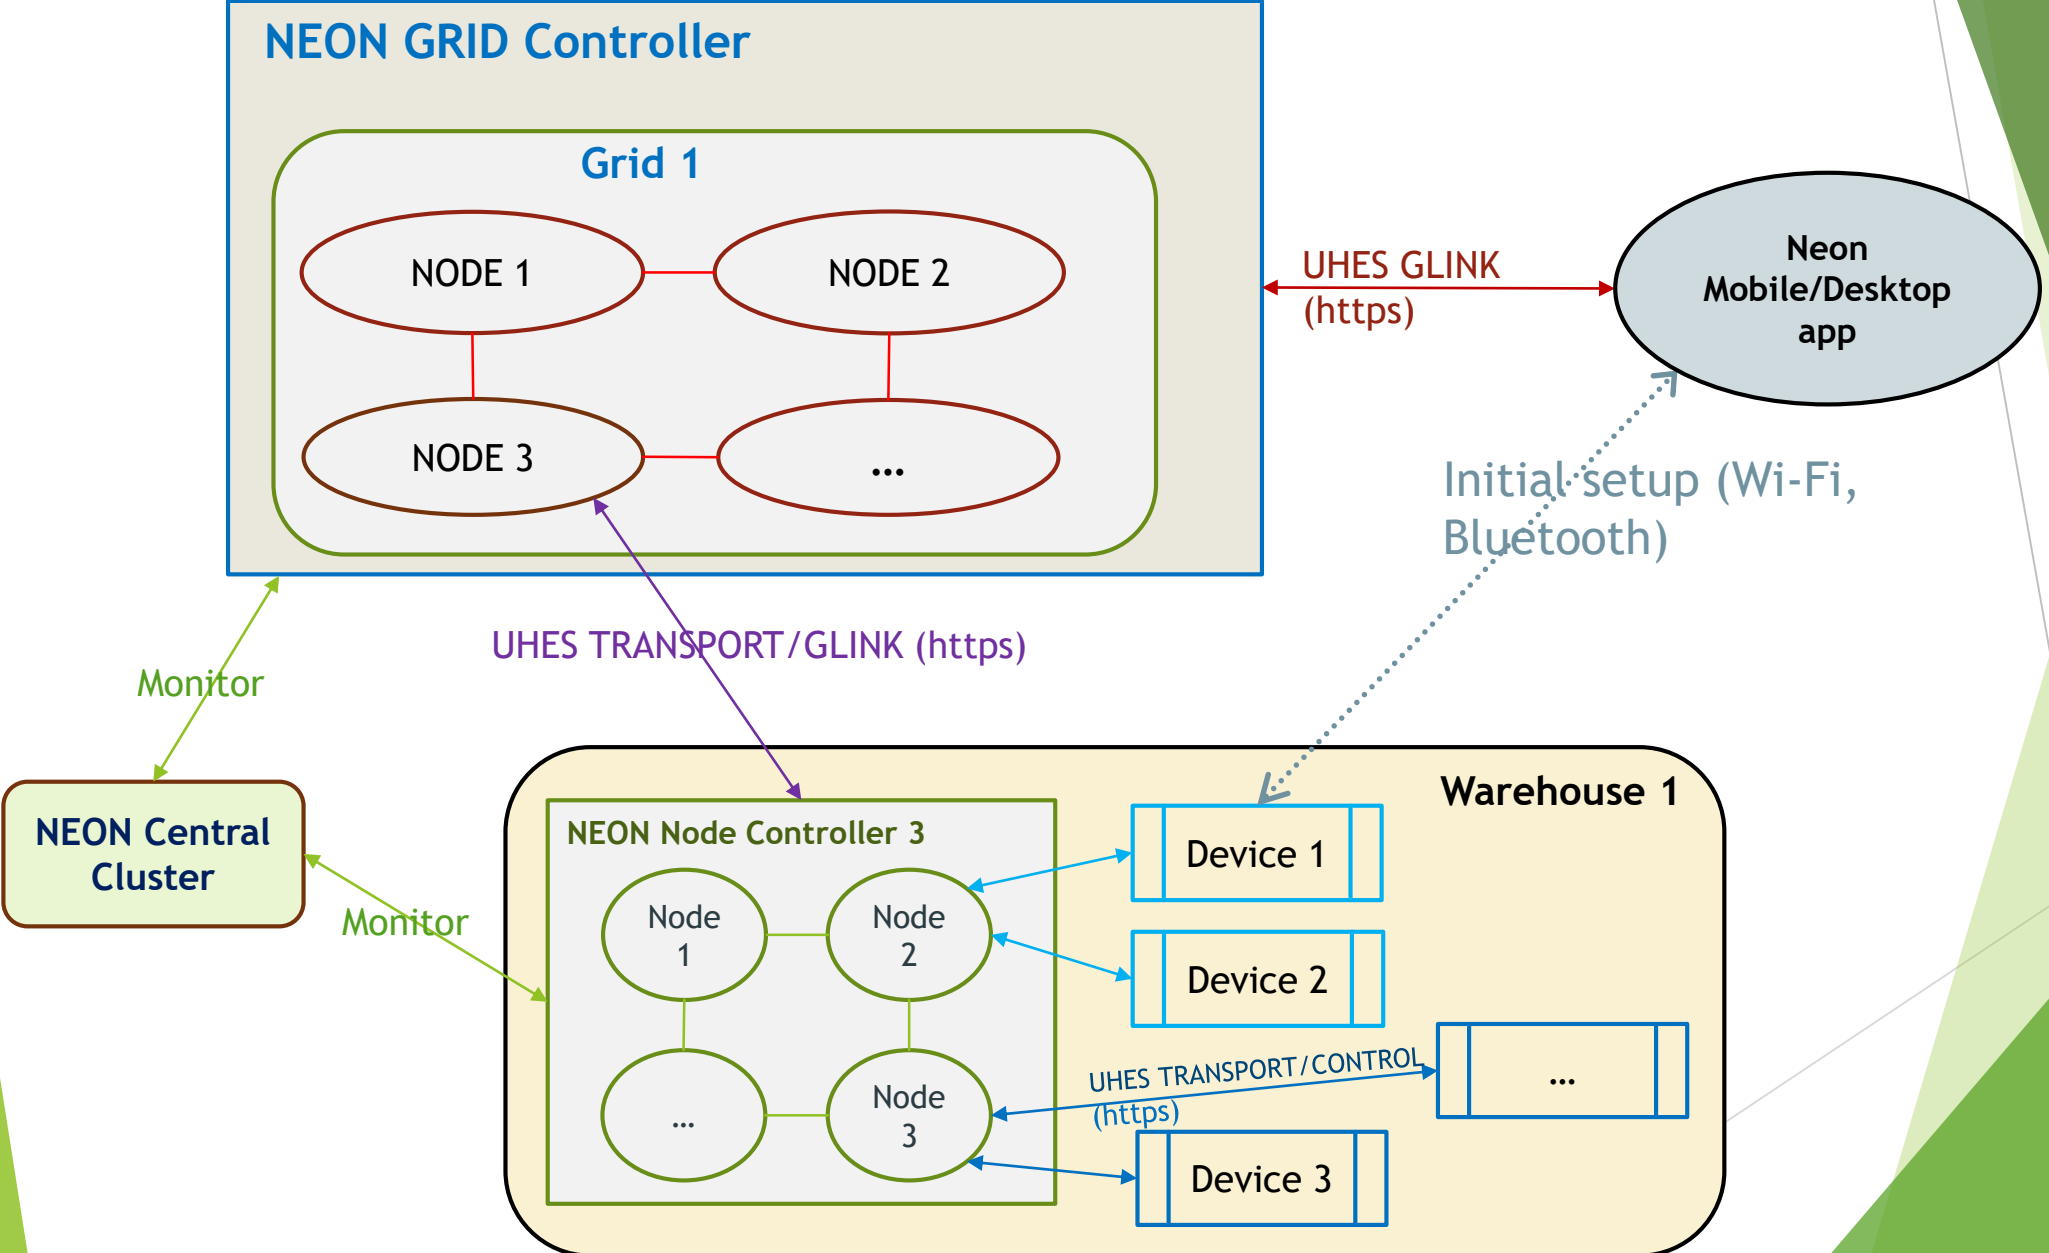 NEON GRID Controller
Grid 1
NODE 1
NODE 2
NODE 3
...
UHES GLINK
(https)
Neon
Mobile/Desktop
app
Initial setup (Wi-Fi,
Bluetooth)
UHES TRANSPORT/GLINK (https)
Monitor
NEON Central
Cluster
Monitor
Warehouse 1
NEON Node Controller 3
Node
1
Node
2
...
Node
3
Device 1
Device 2
UHES TRANSPORT/CONTROL
(https)
...
Device 3